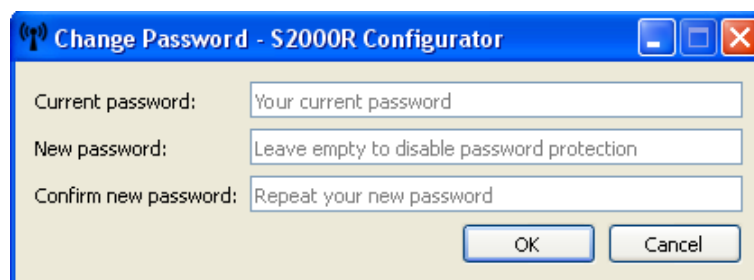 Change Password - S2000R Configurator
Current password: Your current password
New password: Leave empty to disable password protection
Confirm new password: Repeat your new password
OK Cancel